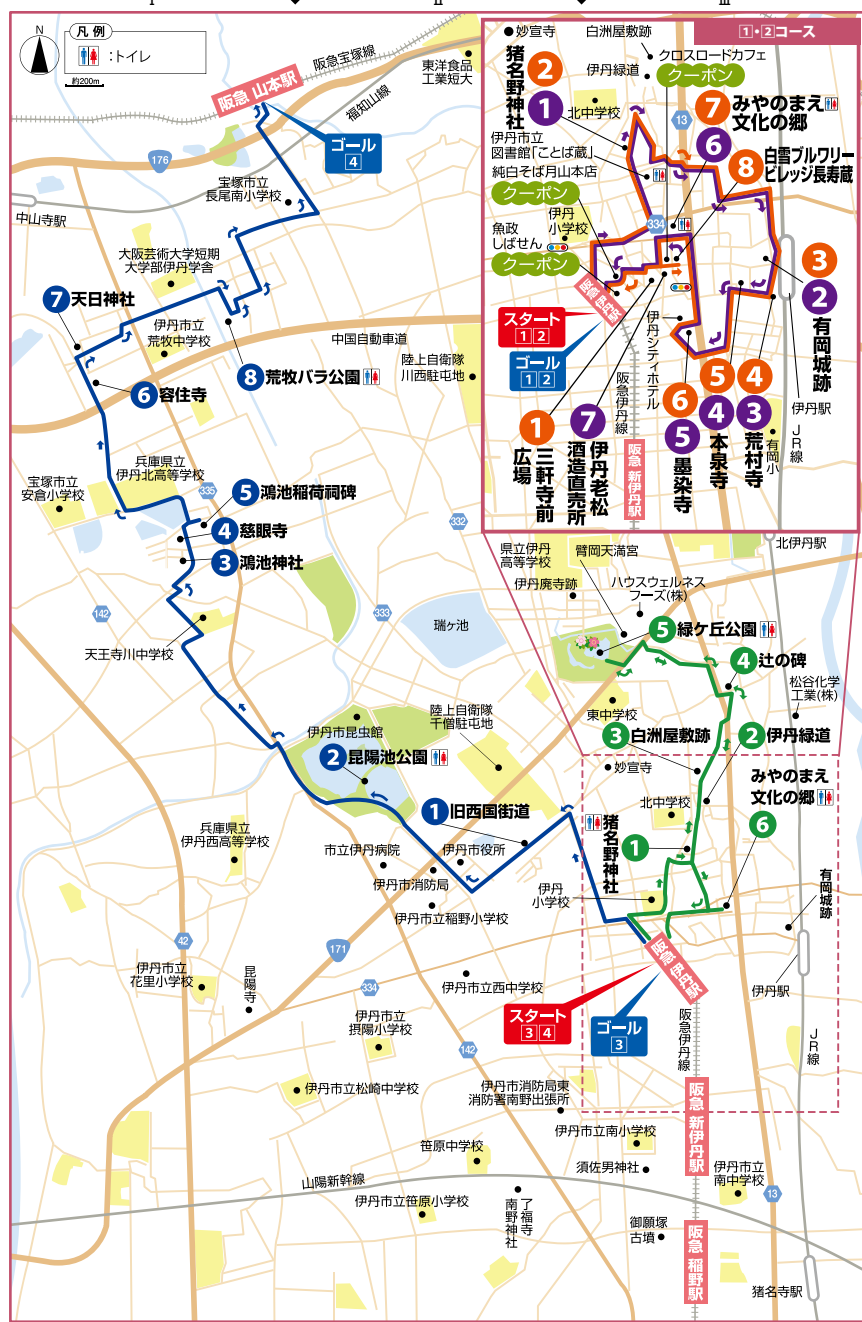 凡例
:トイレ
約200m
阪急宝塚線
東洋食品
工業短大
阪急 山本駅
福知山線
ゴール
4
176
宝塚市立
長尾南小学校
中山寺駅
大阪芸術大学短期
大学部伊丹学舎
7 天日神社
伊丹市立
荒牧中学校
中国自動車道
陸上自衛隊
川西駐屯地
6 容住寺
8 荒牧バラ公園
兵庫県立
伊丹北高等学校
宝塚市立
安倉小学校
335
5 鴻池稲荷祠碑
4 慈眼寺
3 鴻池神社
332
142
333
天王寺川中学校
瑞ヶ池
1・2コース
妙宣寺
白洲屋敷跡
クロスロードカフェ
クーポン
伊丹緑道
猪名野神社
2
1
北中学校
13
7
みやのまえ
文化の郷
6
伊丹市立
図書館「ことば蔵」
8
白雪ブルワリー
ビレッジ長寿蔵
純白そば月山本店
クーポン
伊丹
小学校
334
魚政
しばせん
クーポン
阪急 伊丹駅
スタート
1 2
ゴール
1 2
伊丹シティホテル
阪急伊丹線
3
2
有岡城跡
伊丹駅
JR線
1
三軒寺前
広場
7
伊丹老松
酒造直売所
阪急 新伊丹駅
6
5
墨染寺
5
4
本泉寺
4
3
荒村寺
有岡小
北伊丹駅
県立伊丹
高等学校
臂岡天満宮
伊丹廃寺跡
ハウスウェルネス
フーズ(株)
5 緑ケ丘公園
4 辻の碑
松谷化学
工業(株)
東中学校
3 白洲屋敷跡
2 伊丹緑道
妙宣寺
みやのまえ
文化の郷
6
北中学校
猪名野神社
1
伊丹
小学校
有岡城跡
伊丹駅
JR線
伊丹市昆虫館
陸上自衛隊
千僧駐屯地
2 昆陽池公園
1 旧西国街道
兵庫県立
伊丹西高等学校
市立伊丹病院
伊丹市役所
伊丹市消防局
伊丹市立稲野小学校
42
171
伊丹市立
花里小学校
昆陽寺
334
伊丹市立西中学校
阪急 伊丹駅
スタート
3 4
ゴール
3
阪急伊丹線
伊丹市立
摂陽小学校
142
伊丹市立松崎中学校
伊丹市消防局東
消防署南野出張所
阪急 新伊丹駅
伊丹市立南小学校
笹原中学校
須佐男神社
伊丹市立
南中学校
13
山陽新幹線
伊丹市立笹原小学校
了福寺
南野神社
御願塚
古墳
阪急 稲野駅
猪名寺駅